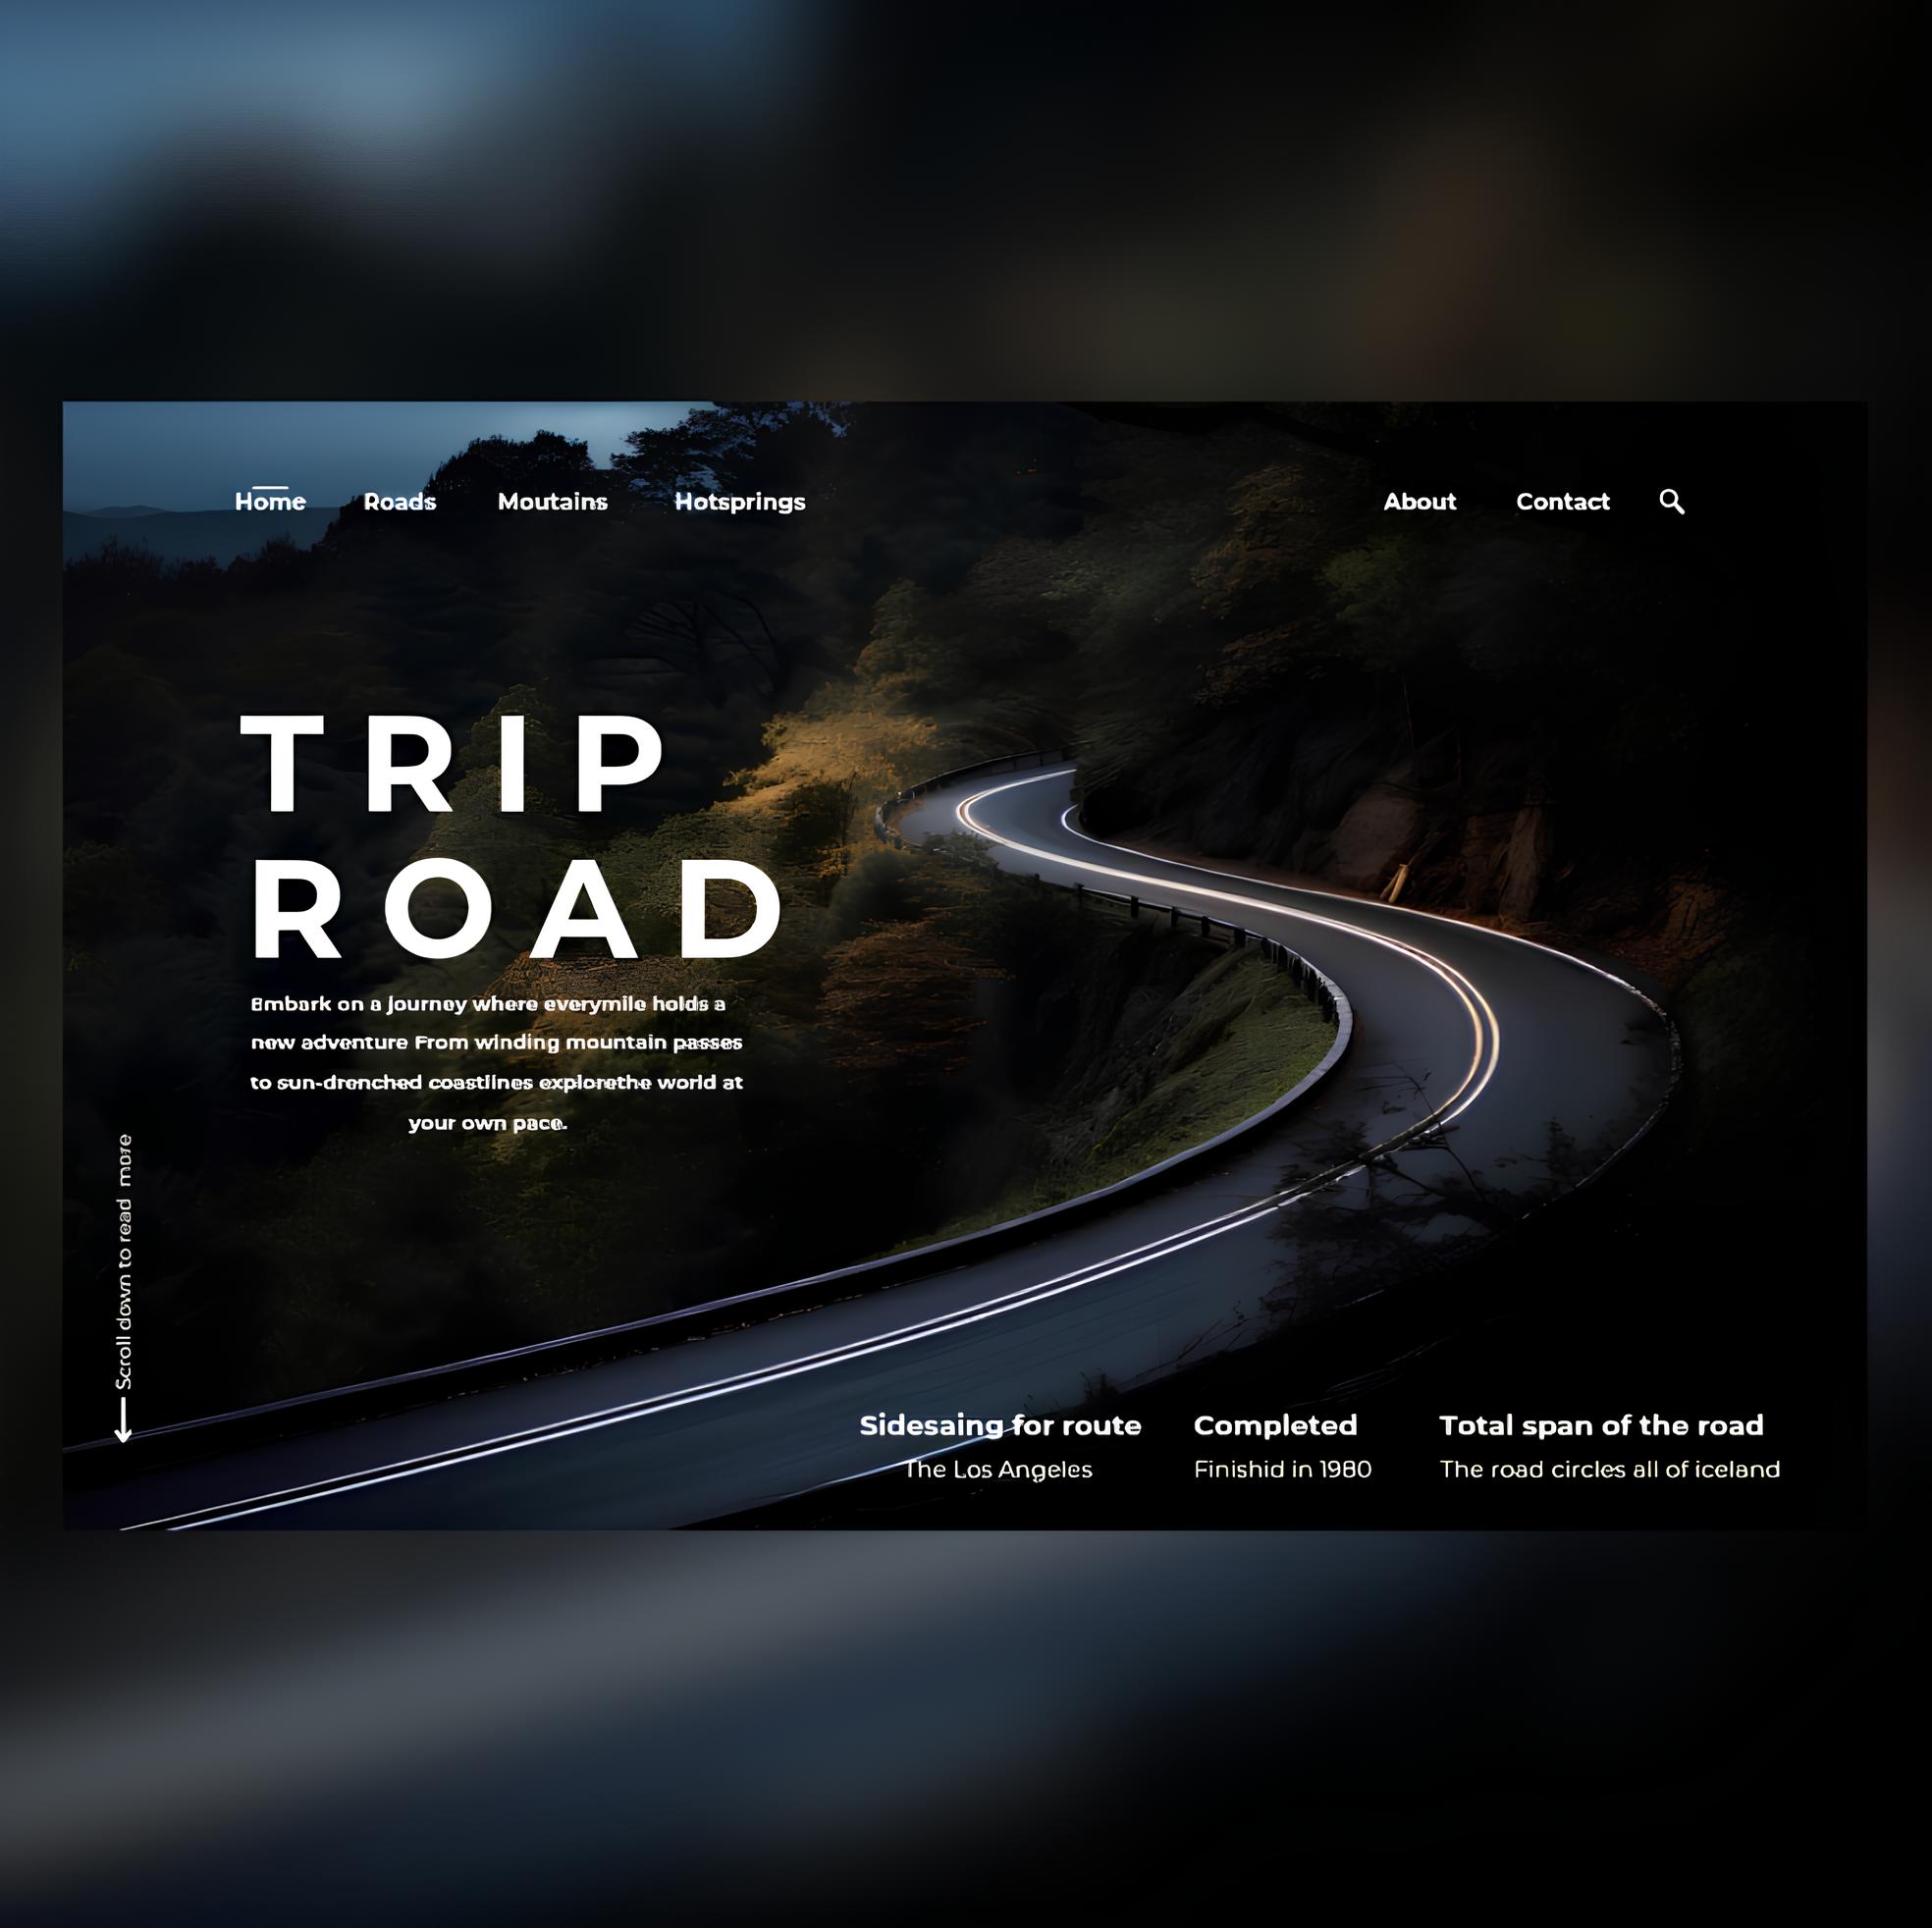 Home Roads Moutains Hotsprings About Contact
TRIP
ROAD
Embark on a journey where everymile holds a
new adventure From winding mountain passes
to sun-drenched coastlines explorethe world at
your own pace.
Scroll down to read more
Sidesaing for route Completed Total span of the road
The Los Angeles Finishid in 1980 The road circles all of iceland